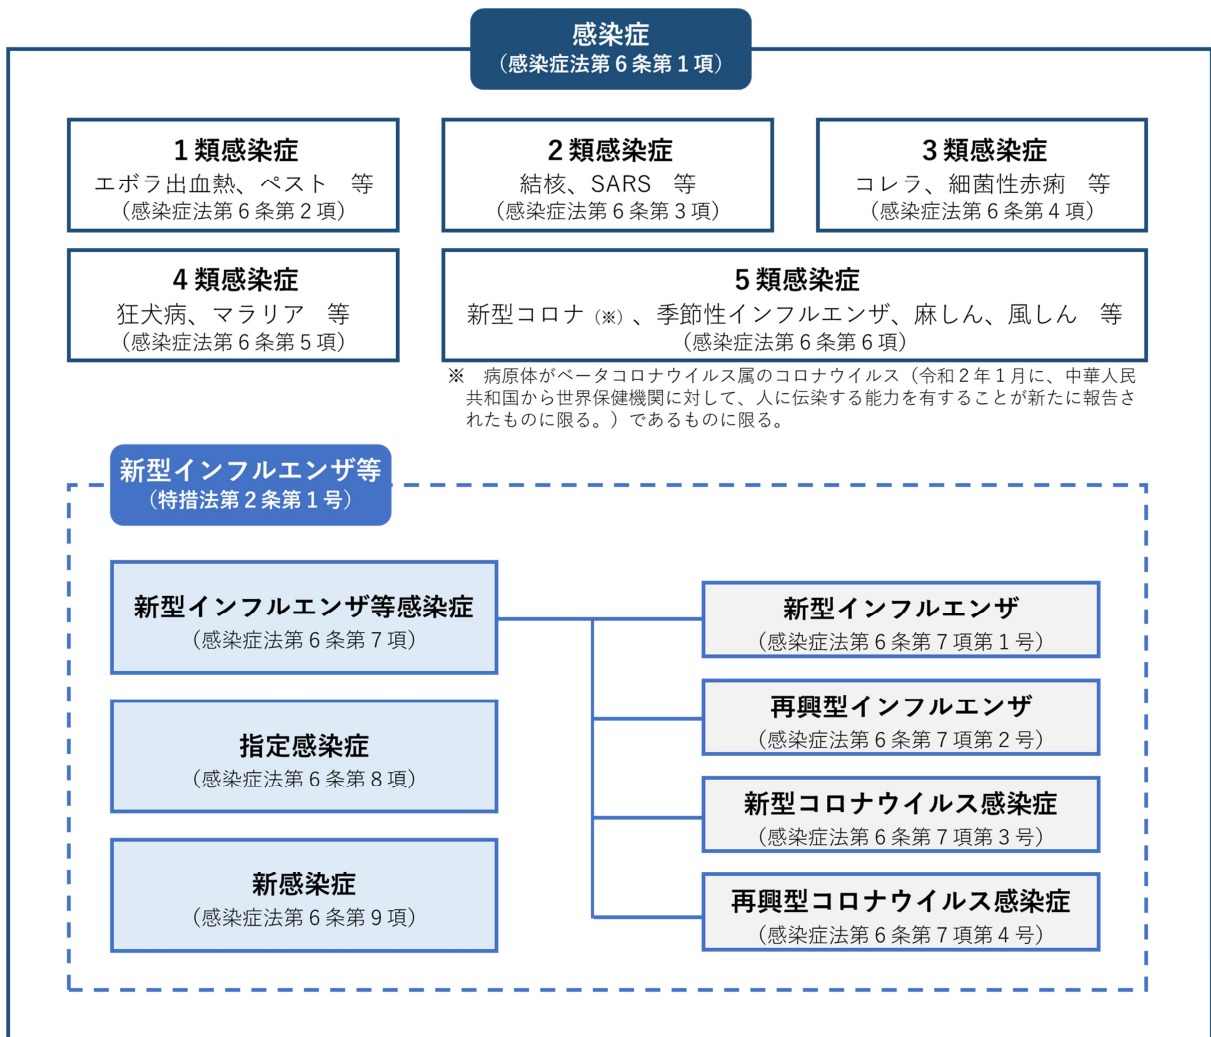 感染症
（感染症法第６条第１項）
１類感染症
エボラ出血熱、ペスト　等
（感染症法第６条第２項）
２類感染症
結核、SARS　等
（感染症法第６条第３項）
３類感染症
コレラ、細菌性赤痢　等
（感染症法第６条第４項）
４類感染症
狂犬病、マラリア　等
（感染症法第６条第５項）
５類感染症
新型コロナ（※）、季節性インフルエンザ、麻しん、風しん　等
（感染症法第６条第６項）
※　病原体がベータコロナウイルス属のコロナウイルス（令和２年１月に、中華人民
共和国から世界保健機関に対して、人に伝染する能力を有することが新たに報告さ
れたものに限る。）であるものに限る。
新型インフルエンザ等
（特措法第２条第１号）
新型インフルエンザ等感染症
（感染症法第６条第７項）
指定感染症
（感染症法第６条第８項）
新感染症
（感染症法第６条第９項）
新型インフルエンザ
（感染症法第６条第７項第１号）
再興型インフルエンザ
（感染症法第６条第７項第２号）
新型コロナウイルス感染症
（感染症法第６条第７項第３号）
再興型コロナウイルス感染症
（感染症法第６条第７項第４号）